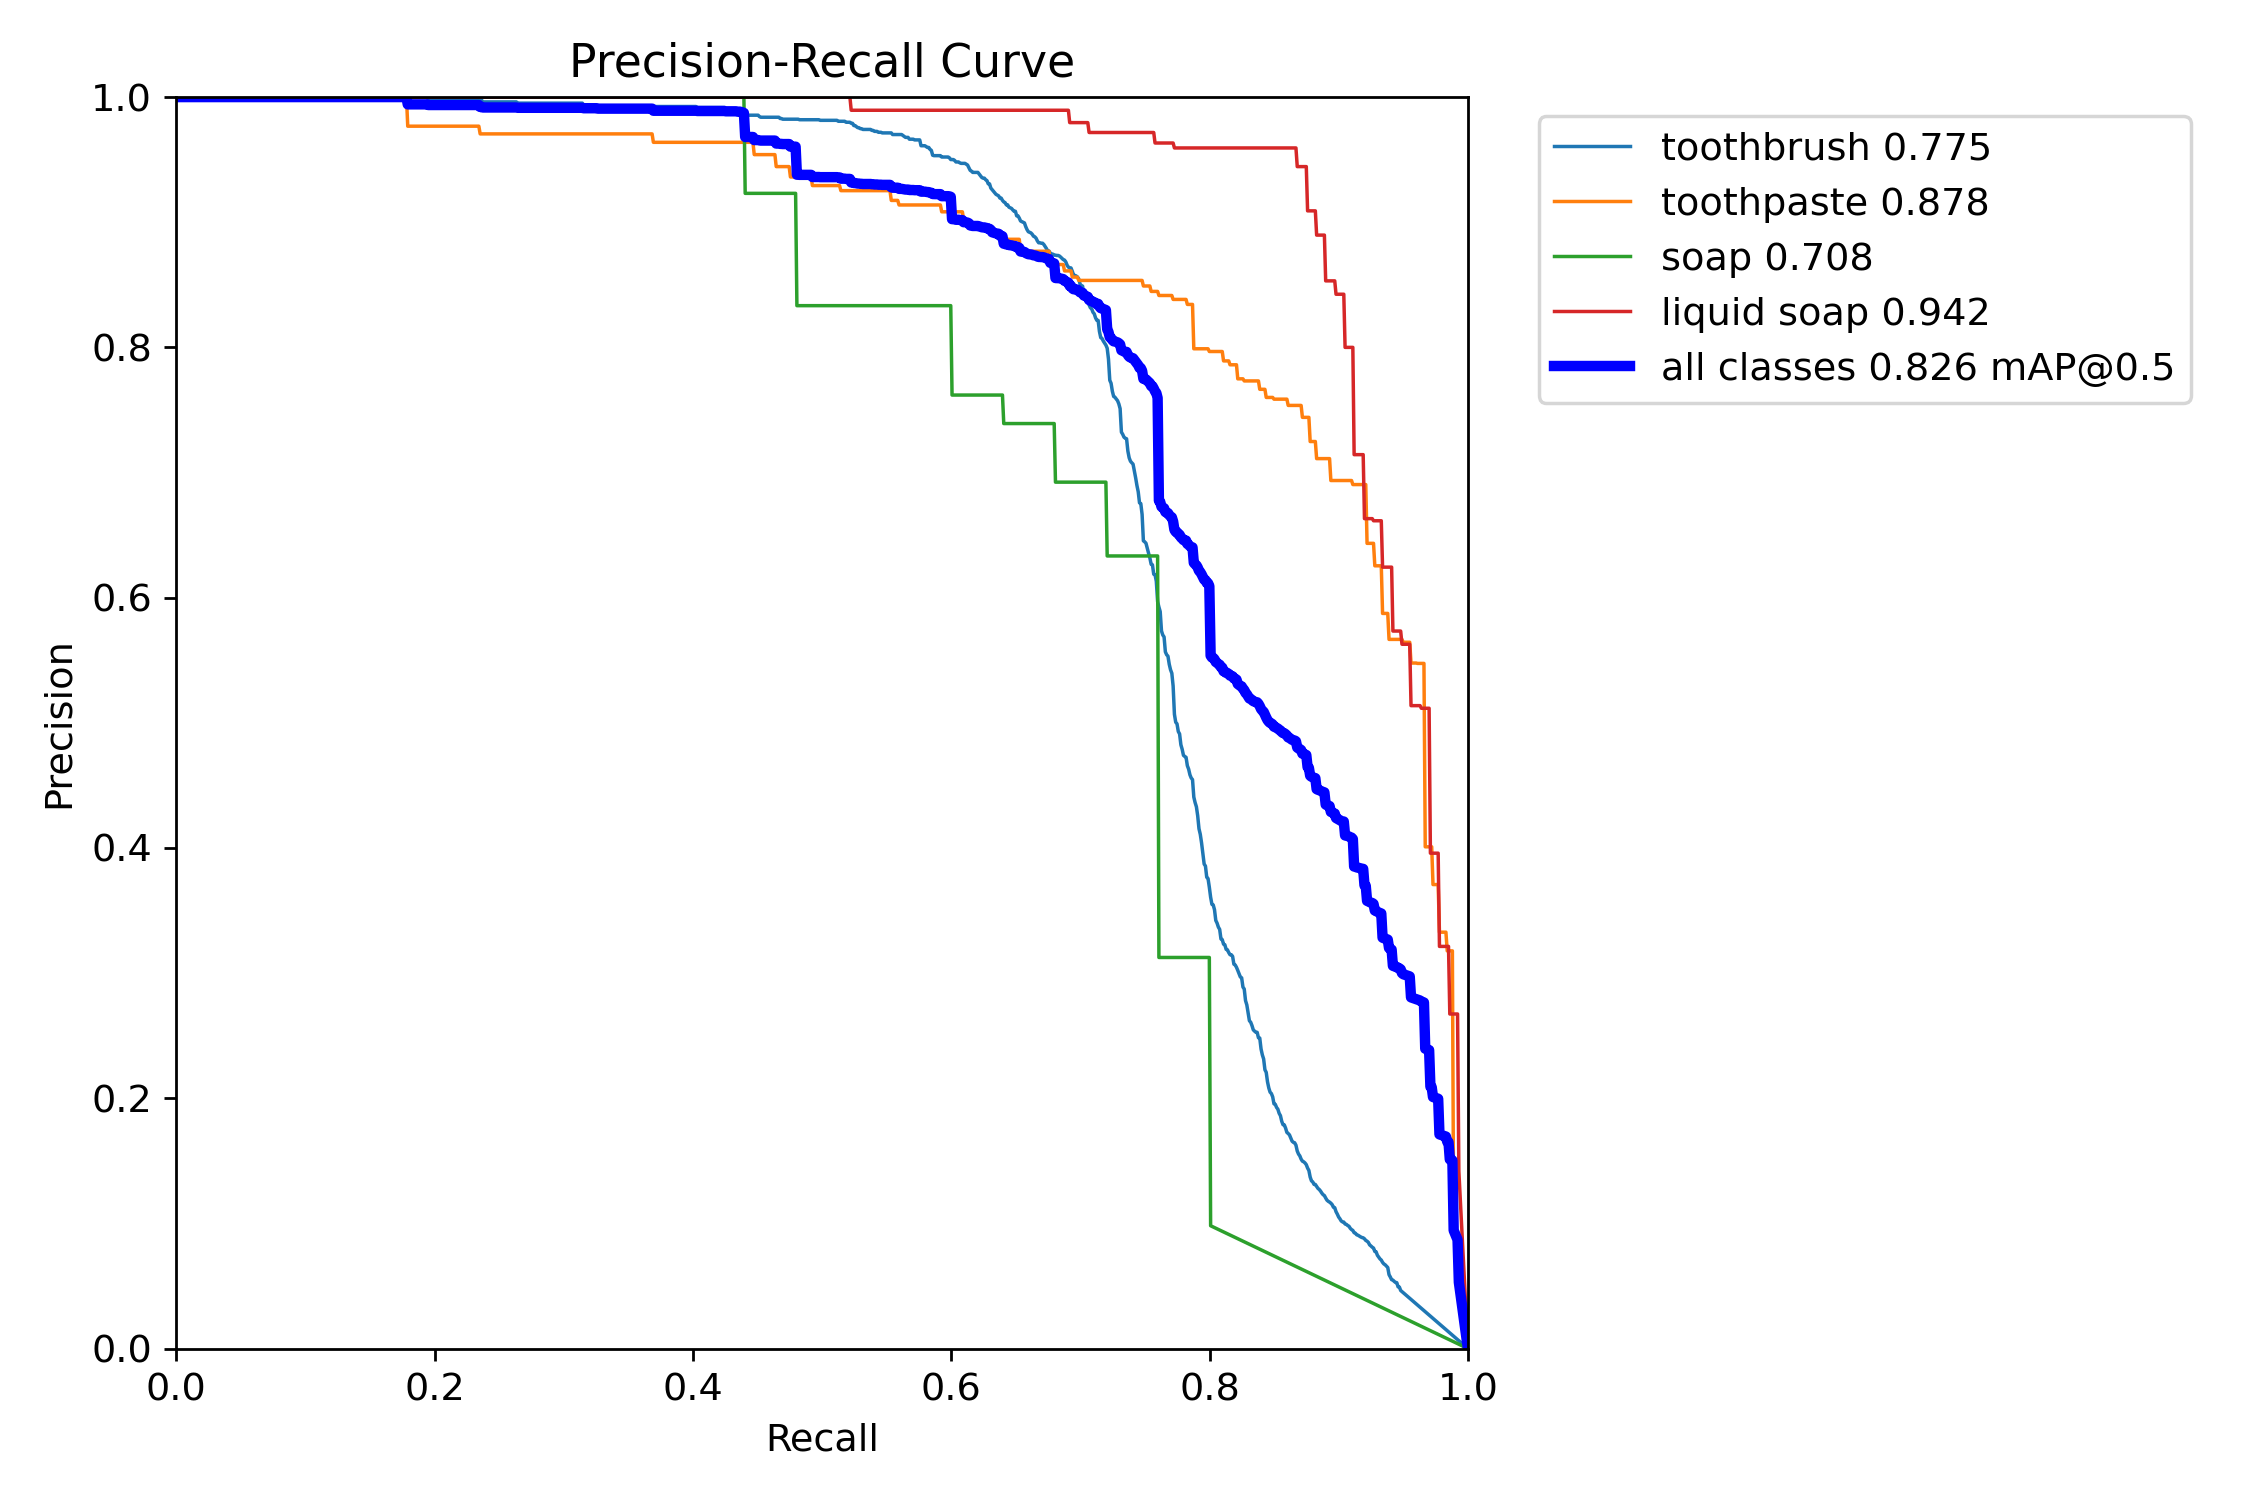 Precision-Recall Curve
1.0
0.8
0.6
0.4
0.2
0.0
Precision
0.0 0.2 0.4 0.6 0.8 1.0
Recall
toothbrush 0.775
toothpaste 0.878
soap 0.708
liquid soap 0.942
all classes 0.826 mAP@0.5